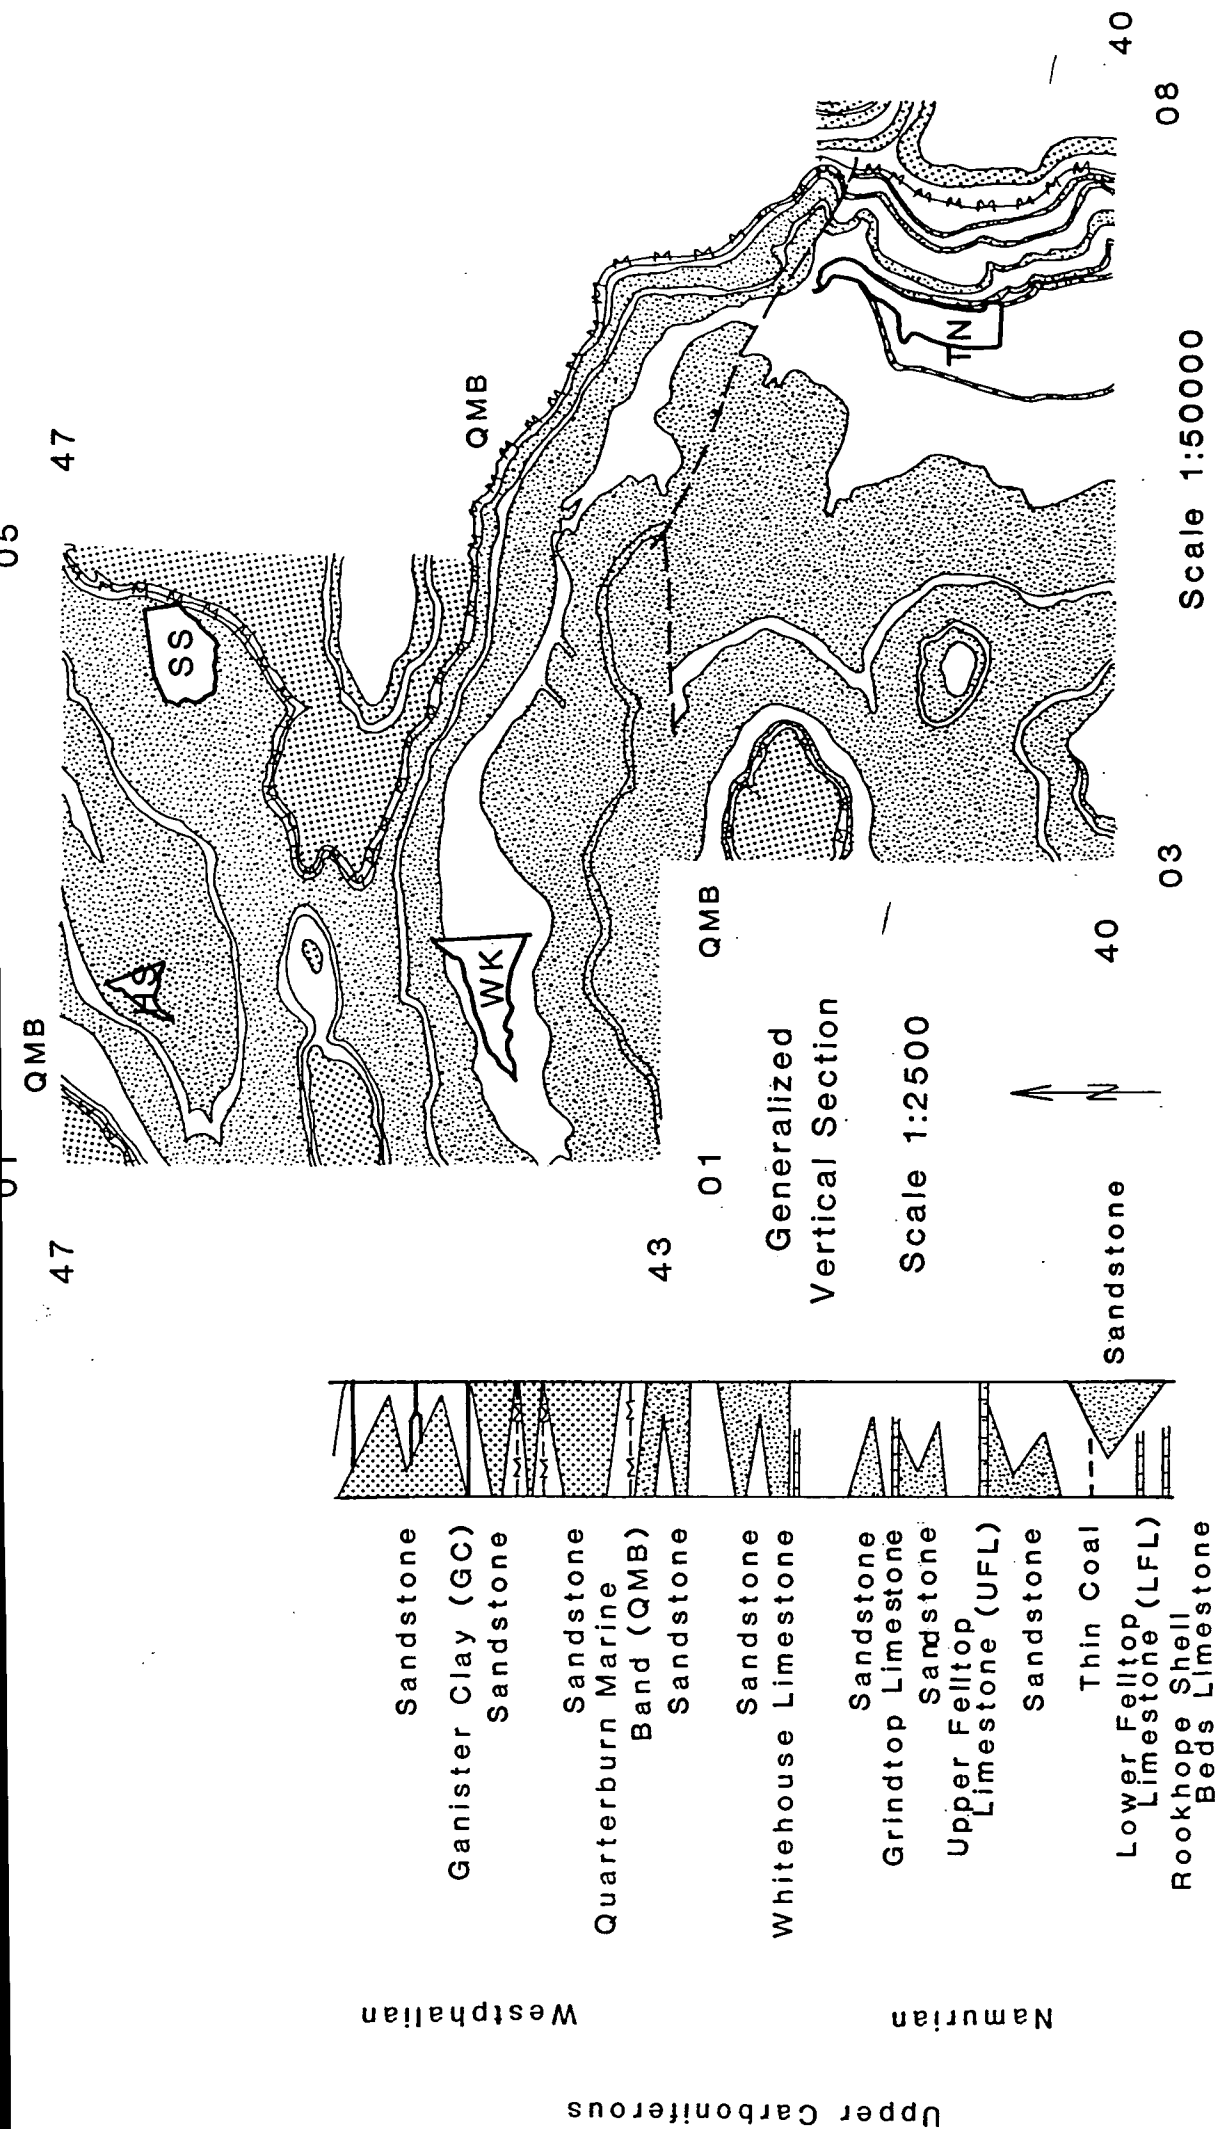 47
47
05
01
QMB
SS
HS
QMB
WK
43
01
QMB
03
40
40
08
TN
Scale 1:50000
N
Generalized
Vertical Section
Scale 1:2500
Sandstone
Sandstone
Ganister Clay (GC)
Sandstone
Sandstone
Quarterburn Marine
Band (QMB)
Sandstone
Sandstone
Whitehouse Limestone
Sandstone
Grindtop Limestone
Sandstone
Upper Felltop
Limestone (UFL)
Sandstone
Thin Coal
Lower Felltop
Limestone (LFL)
Rookhope Shell
Beds Limestone
Westphalian
Namurian
Upper Carboniferous